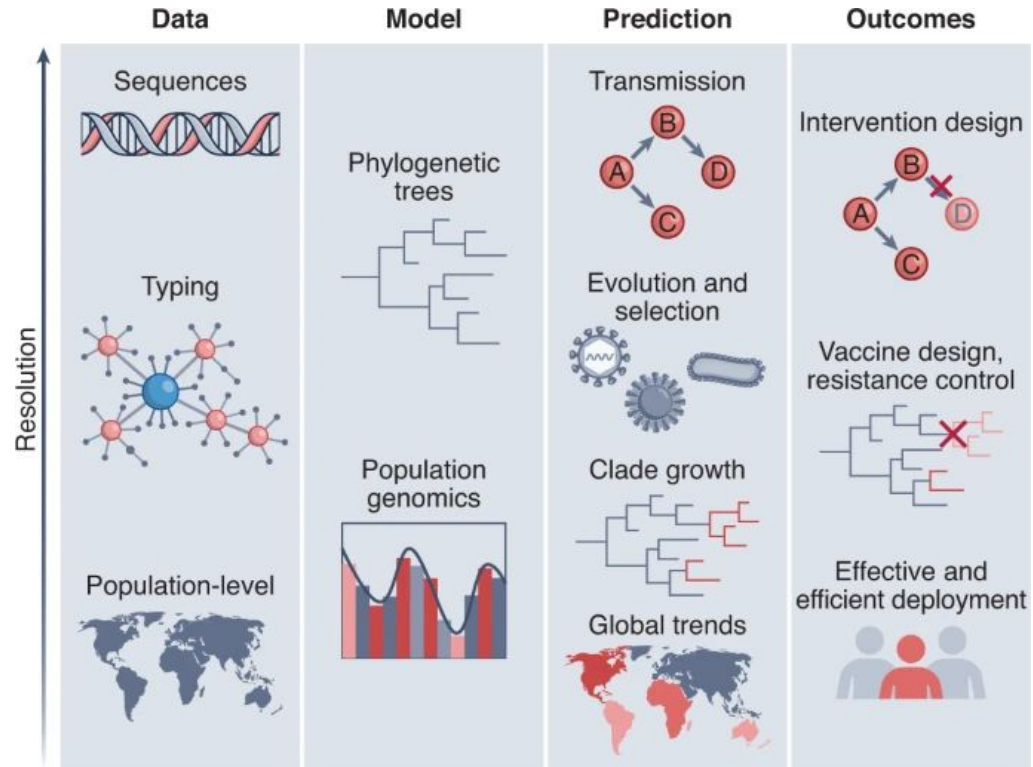 Data
Model
Prediction
Outcomes
Resolution
Sequences
Typing
Population-level
Phylogenetic
trees
Population
genomics
Transmission
A
B
C
D
Evolution and
selection
Clade growth
Global trends
Intervention design
A
B
C
D
Vaccine design,
resistance control
Effective and
efficient deployment